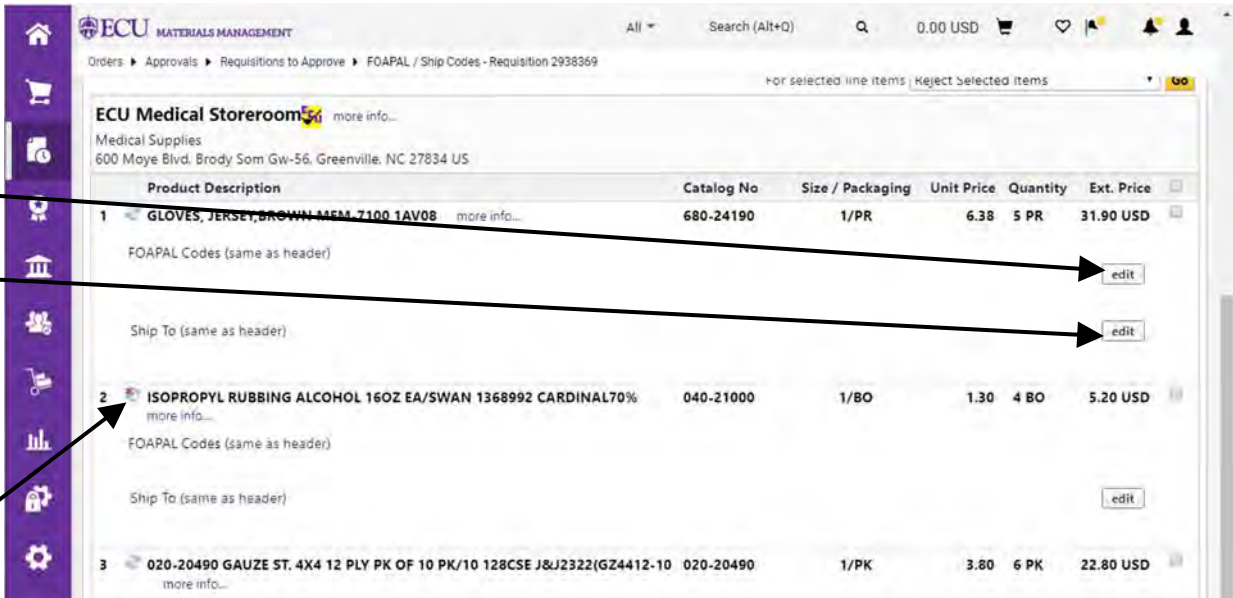 ECU MATERIALS MANAGEMENT All Search (Alt+Q) 0.00 USD
Orders ▸ Approvals ▸ Requisitions to Approve ▸ FOAPAL / Ship Codes - Requisition 2938369
For selected line items Reject Selected Items Go
ECU Medical Storeroom more info...
Medical Supplies
600 Moye Blvd. Brody Som Gw-56, Greenville, NC 27834 US
Product Description Catalog No Size / Packaging Unit Price Quantity Ext. Price
1 GLOVES, JERSEY,BROWN MEM-7100 1AV08 more info... 680-24190 1/PR 6.38 5 PR 31.90 USD
FOAPAL Codes (same as header)
edit
Ship To (same as header) edit
2 ISOPROPYL RUBBING ALCOHOL 16OZ EA/SWAN 1368992 CARDINAL70% 040-21000 1/BO 1.30 4 BO 5.20 USD
more info...
FOAPAL Codes (same as header)
Ship To (same as header) edit
3 020-20490 GAUZE ST. 4X4 12 PLY PK OF 10 PK/10 128CSE J&J2322(GZ4412-10 020-20490 1/PK 3.80 6 PK 22.80 USD
more info...